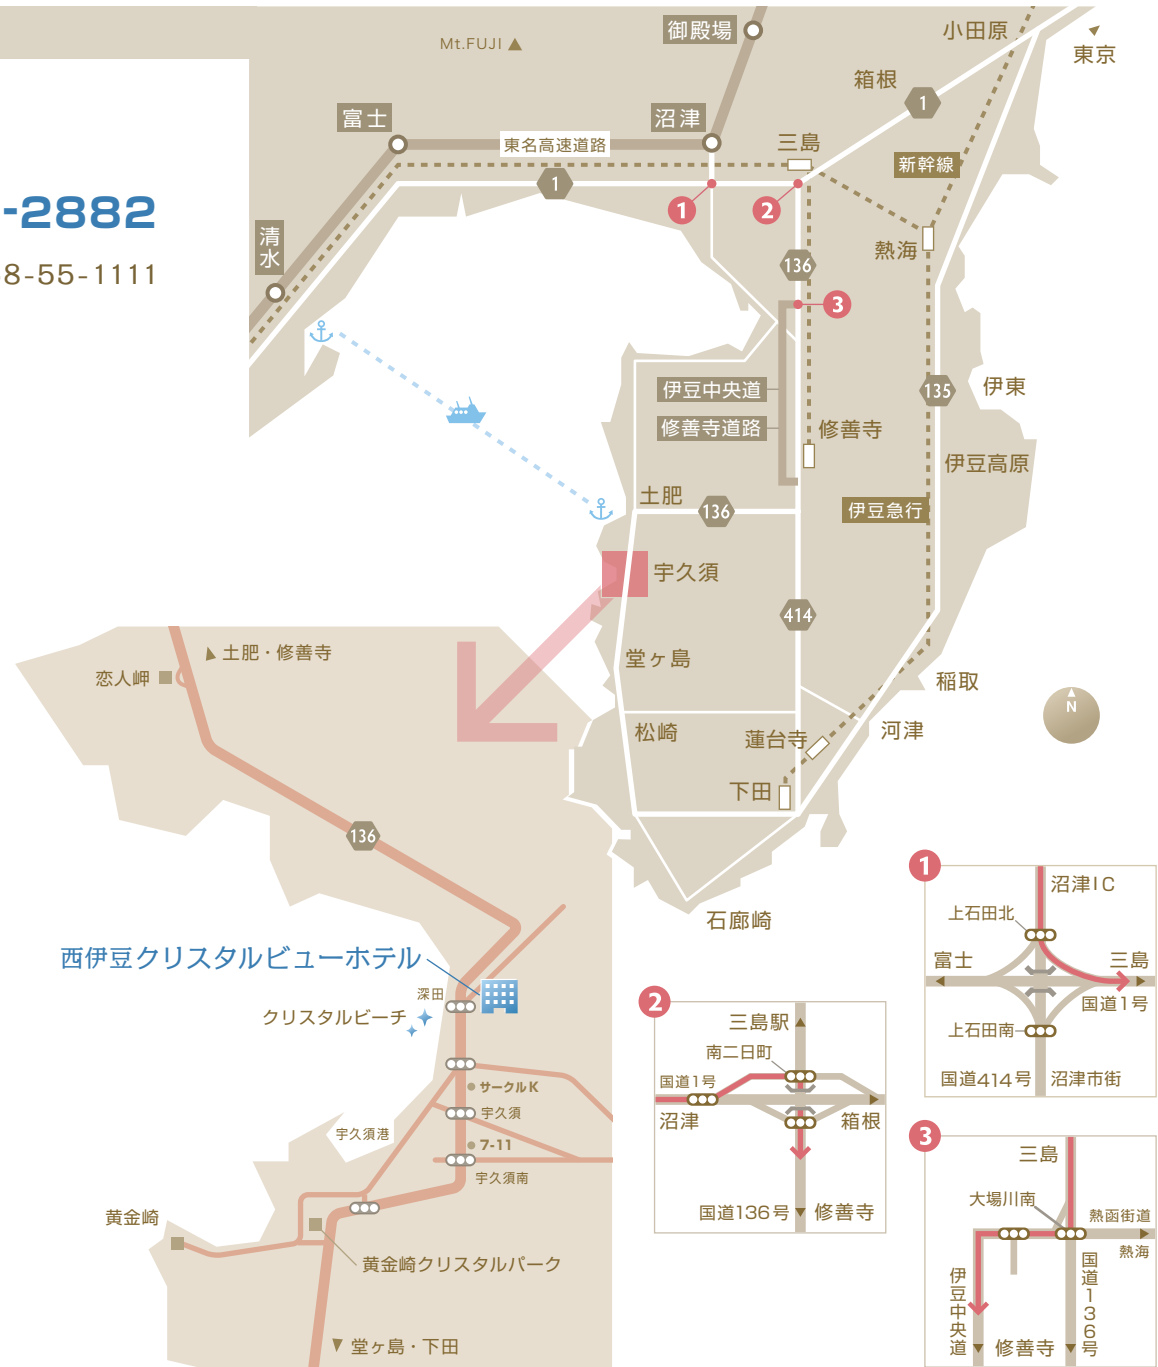 Mt.FUJI
御殿場
小田原
東京
箱根
1
富士
沼津
東名高速道路
三島
新幹線
1
1
2
-2882
清水
熱海
136
8-55-1111
3
伊豆中央道
135
伊東
修善寺道路
修善寺
伊豆高原
土肥
136
伊豆急行
宇久須
414
堂ヶ島
稲取
N
松崎
蓮台寺
河津
下田
石廊崎
土肥・修善寺
恋人岬
136
西伊豆クリスタルビューホテル
深田
クリスタルビーチ
サークルK
宇久須
宇久須港
7-11
宇久須南
黄金崎
黄金崎クリスタルパーク
堂ヶ島・下田
1
沼津IC
上石田北
富士
三島
国道1号
上石田南
国道414号
沼津市街
2
三島駅
南二日町
国道1号
沼津
箱根
国道136号
修善寺
3
三島
大場川南
熱函街道
熱海
伊豆中央道
国道136号
修善寺